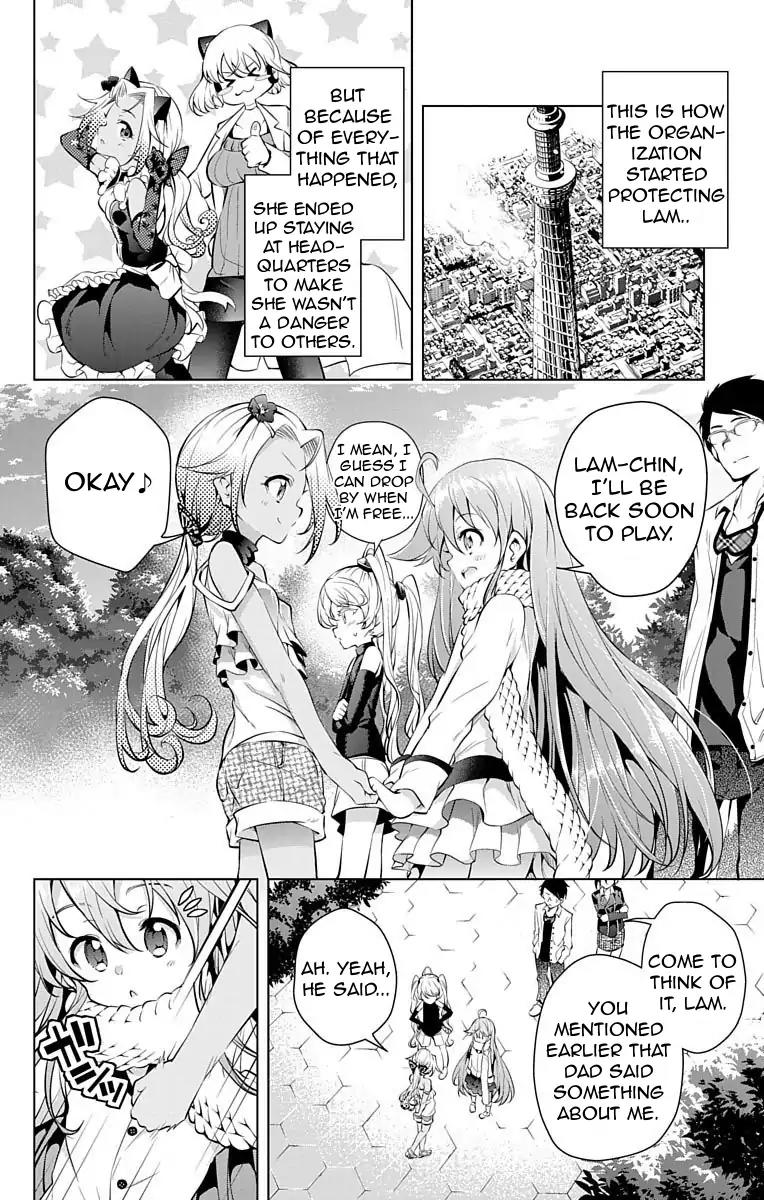 THIS IS HOW
THE ORGAN-
IZATION
STARTED
PROTECTING
LAM..
BUT
BECAUSE
OF EVERY-
THING THAT
HAPPENED,
SHE ENDED
UP STAYING
AT HEAD-
QUARTERS
TO MAKE
SHE WASN'T
A DANGER
TO OTHERS.
LAM-CHIN,
I'LL BE
BACK SOON
TO PLAY.
I MEAN, I
GUESS I
CAN DROP
BY WHEN
I'M FREE...
OKAY♪
COME TO
THINK OF
IT, LAM.
YOU
MENTIONED
EARLIER THAT
DAD SAID
SOMETHING
ABOUT ME.
AH. YEAH,
HE SAID...
ガシッ